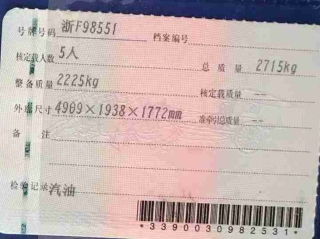 号牌号码 浙F98551 档案编号
核定载人数 5人 总质量 2715kg
整备质量 2225kg 核定载质量
外廓尺寸 4909×1938×1772mm 准牵引总质量
备注
检验记录 汽油
*3390030982531*